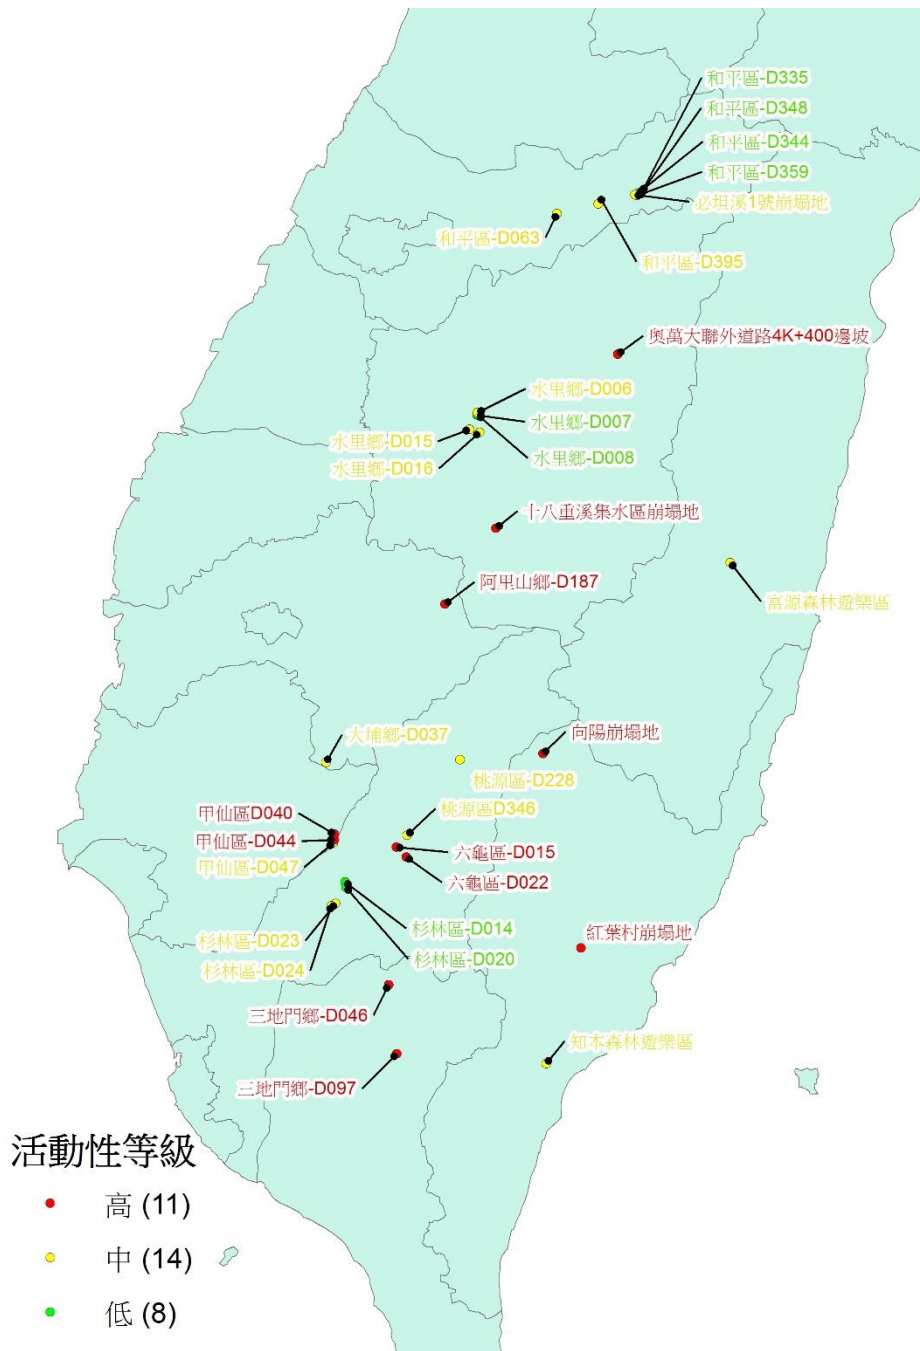 和平區-D335
和平區-D348
和平區-D344
和平區-D359
必坦溪1號崩塌地
和平區-D063
和平區-D395
奧萬大聯外道路4K+400邊坡
水里鄉-D006
水里鄉-D007
水里鄉-D015
水里鄉-D008
水里鄉-D016
十八重溪集水區崩塌地
阿里山鄉-D187
富源森林遊樂區
大埔鄉-D037
向陽崩塌地
桃源區-D228
甲仙區D040
桃源區D346
甲仙區-D044
六龜區-D015
甲仙區-D047
六龜區-D022
杉林區-D014
紅葉村崩塌地
杉林區-D023
杉林區-D020
杉林區-D024
三地門鄉-D046
知本森林遊樂區
三地門鄉-D097
活動性等級
高 (11)
中 (14)
低 (8)